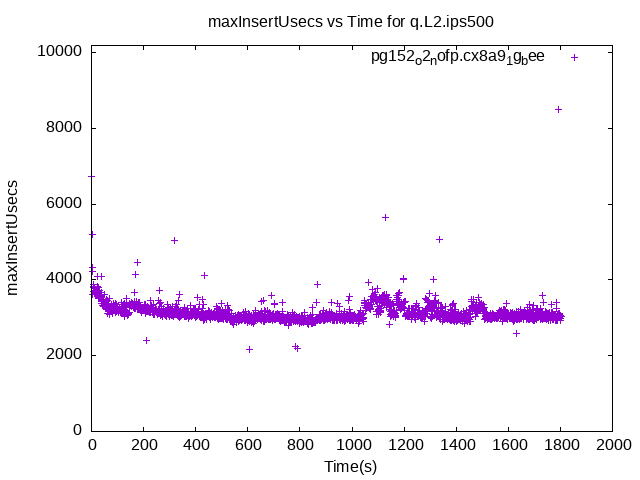 maxInsertUsecs vs Time for q.L2.ips500
pg152o2nofp.cx8a91gbee
10000
8000
6000
4000
2000
0
maxInsertUsecs
0 200 400 600 800 1000 1200 1400 1600 1800 2000
Time(s)